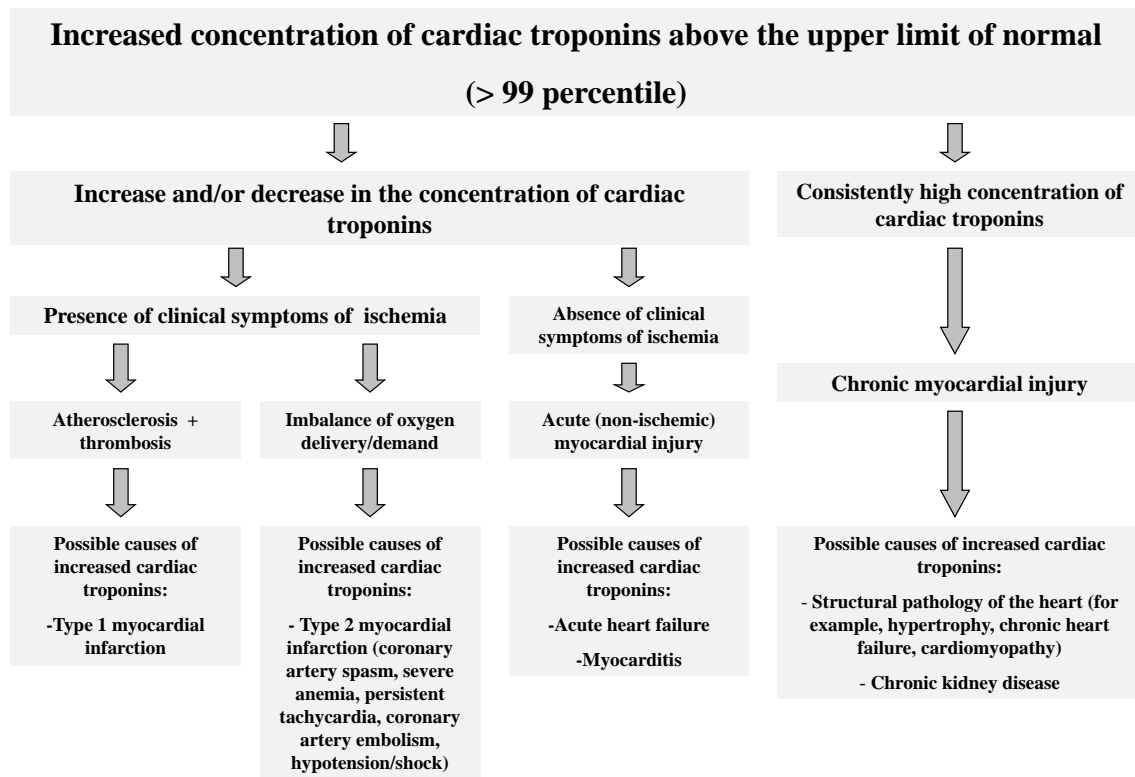 Increased concentration of cardiac troponins above the upper limit of normal
(> 99 percentile)
Increase and/or decrease in the concentration of cardiac
troponins
Consistently high concentration of
cardiac troponins
Presence of clinical symptoms of ischemia
Absence of clinical
symptoms of ischemia
Chronic myocardial injury
Atherosclerosis +
thrombosis
Imbalance of oxygen
delivery/demand
Acute (non-ischemic)
myocardial injury
Possible causes of
increased cardiac
troponins:
-Type 1 myocardial
infarction
Possible causes of
increased cardiac
troponins:
- Type 2 myocardial
infarction (coronary
artery spasm, severe
anemia, persistent
tachycardia, coronary
artery embolism,
hypotension/shock)
Possible causes of
increased cardiac
troponins:
-Acute heart failure
-Myocarditis
Possible causes of increased cardiac
troponins:
- Structural pathology of the heart (for
example, hypertrophy, chronic heart
failure, cardiomyopathy)
- Chronic kidney disease